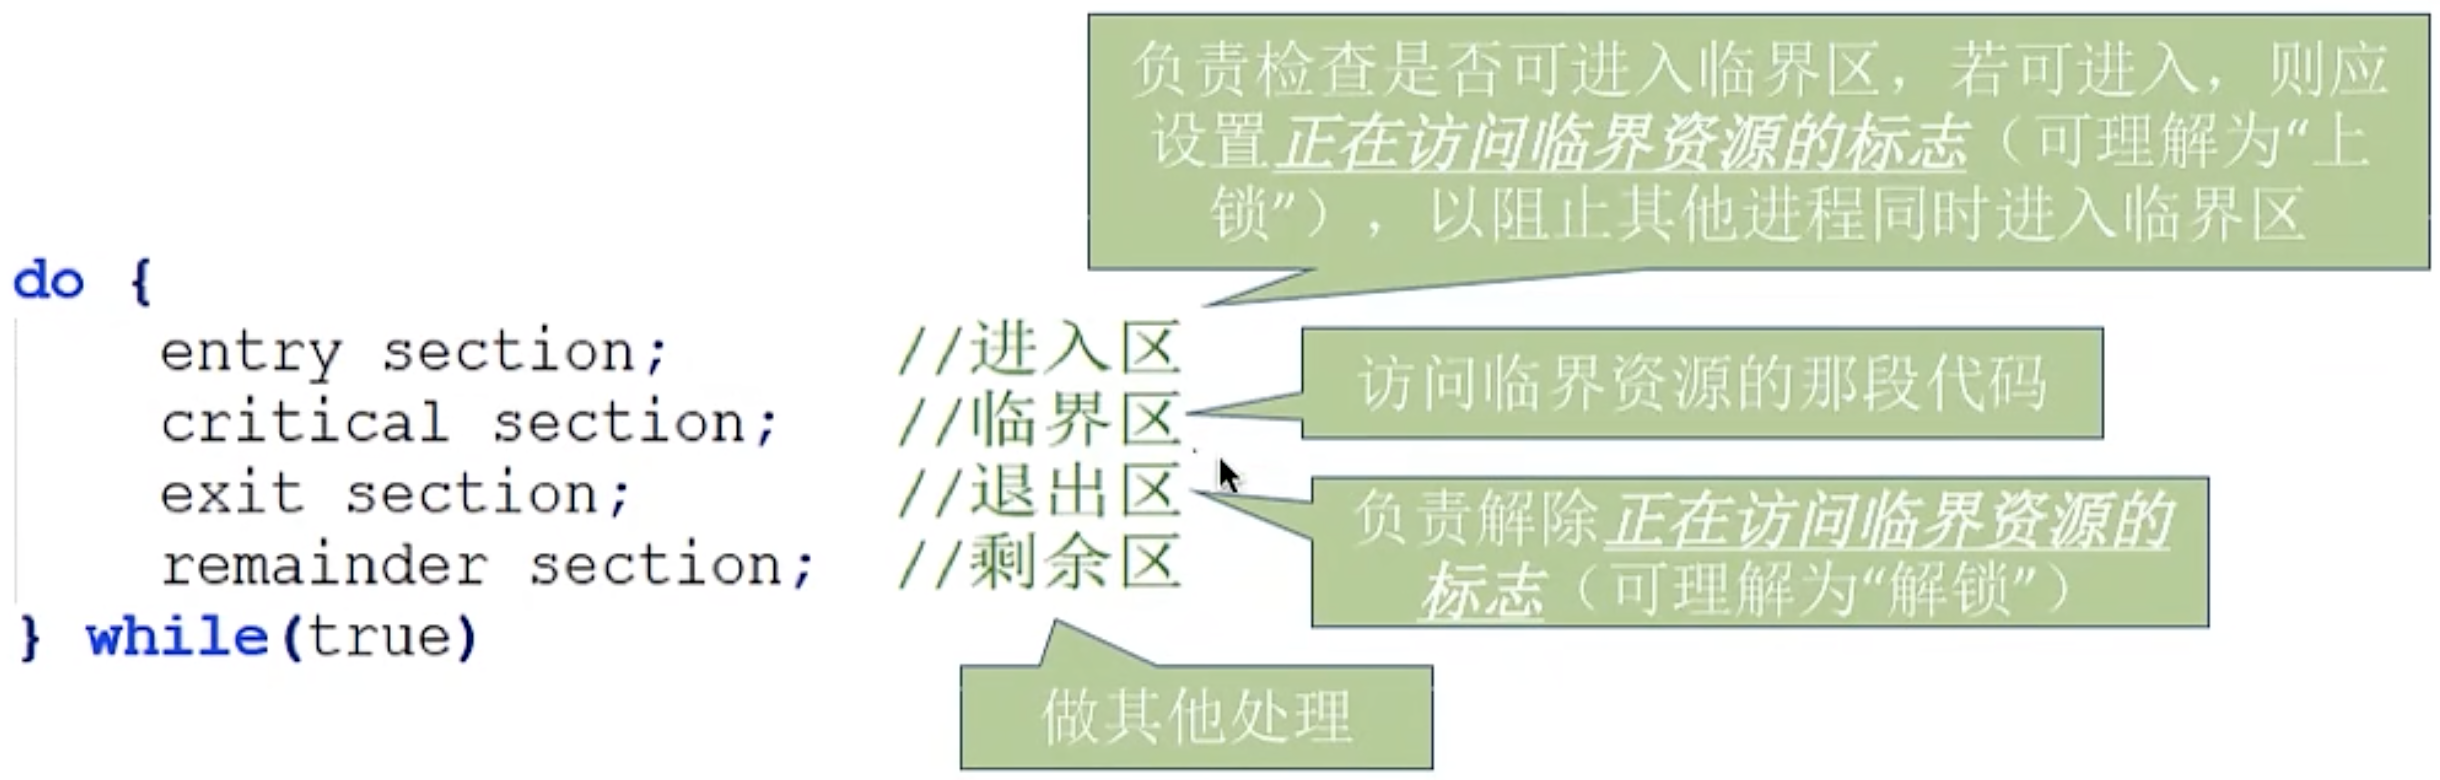 负责检查是否可进入临界区，若可进入，则应
设置正在访问临界资源的标志（可理解为“上
锁”），以阻止其他进程同时进入临界区
do {
entry section; //进入区
critical section; //临界区
访问临界资源的那段代码
exit section; //退出区
负责解除正在访问临界资源的
标志（可理解为“解锁”）
remainder section; //剩余区
} while(true)
做其他处理